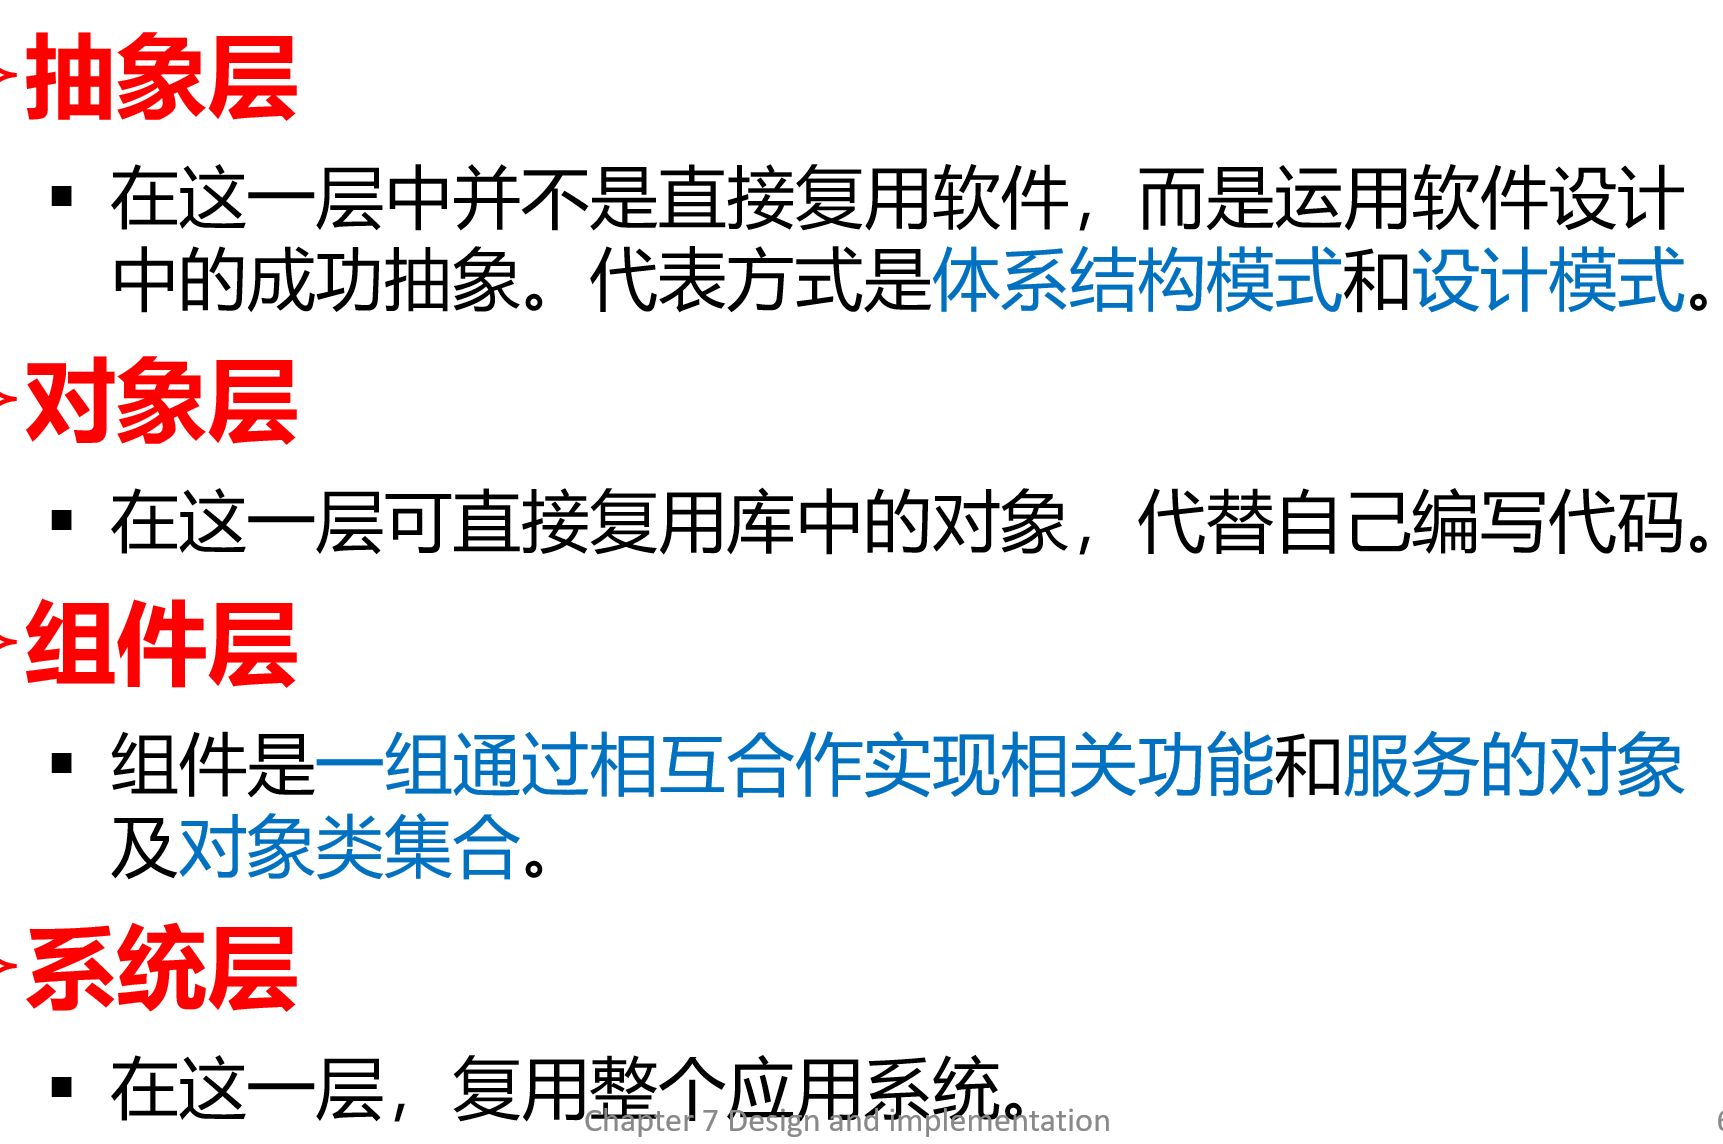 抽象层
在这一层中并不是直接复用软件，而是运用软件设计
中的成功抽象。代表方式是体系结构模式和设计模式。
对象层
在这一层可直接复用库中的对象，代替自己编写代码。
组件层
组件是一组通过相互合作实现相关功能和服务的对象
及对象类集合。
系统层
在这一层，复用整个应用系统。
Chapter 7 Design and implementation